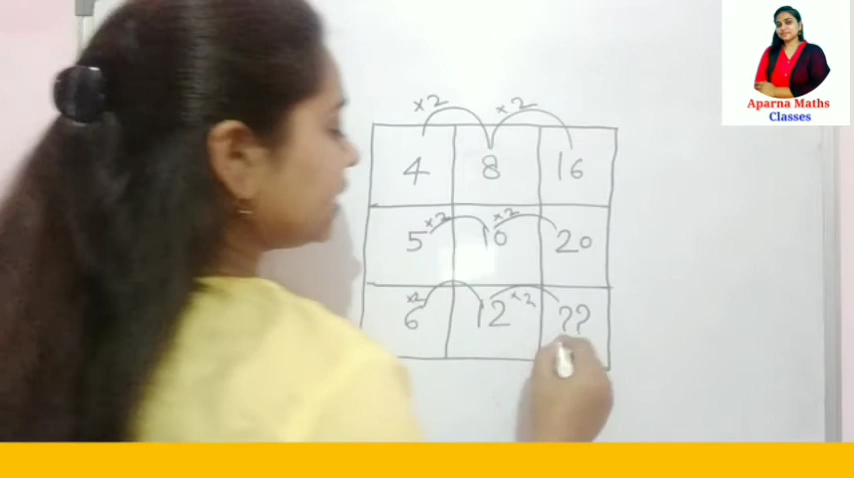 Aparna Maths
Classes
×2 ×2
4 8 16
×2 ×2
5 10 20
×2 ×2
6 12 ??